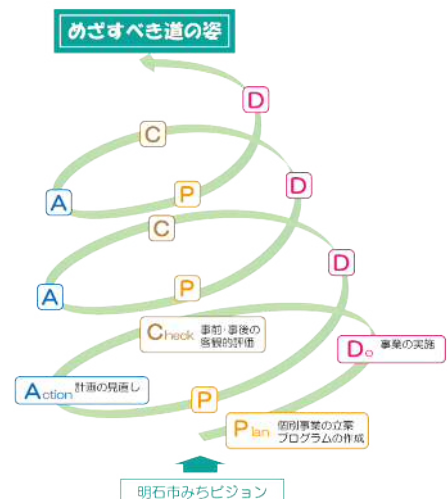 めざすべき道の姿
D
C
D
A
P
C
D
A
P
Check 事前・事後の
客観的評価
Do 事業の実施
Action 計画の見直し
P
Plan 個別事業の立案
プログラムの作成
明石市みちビジョン